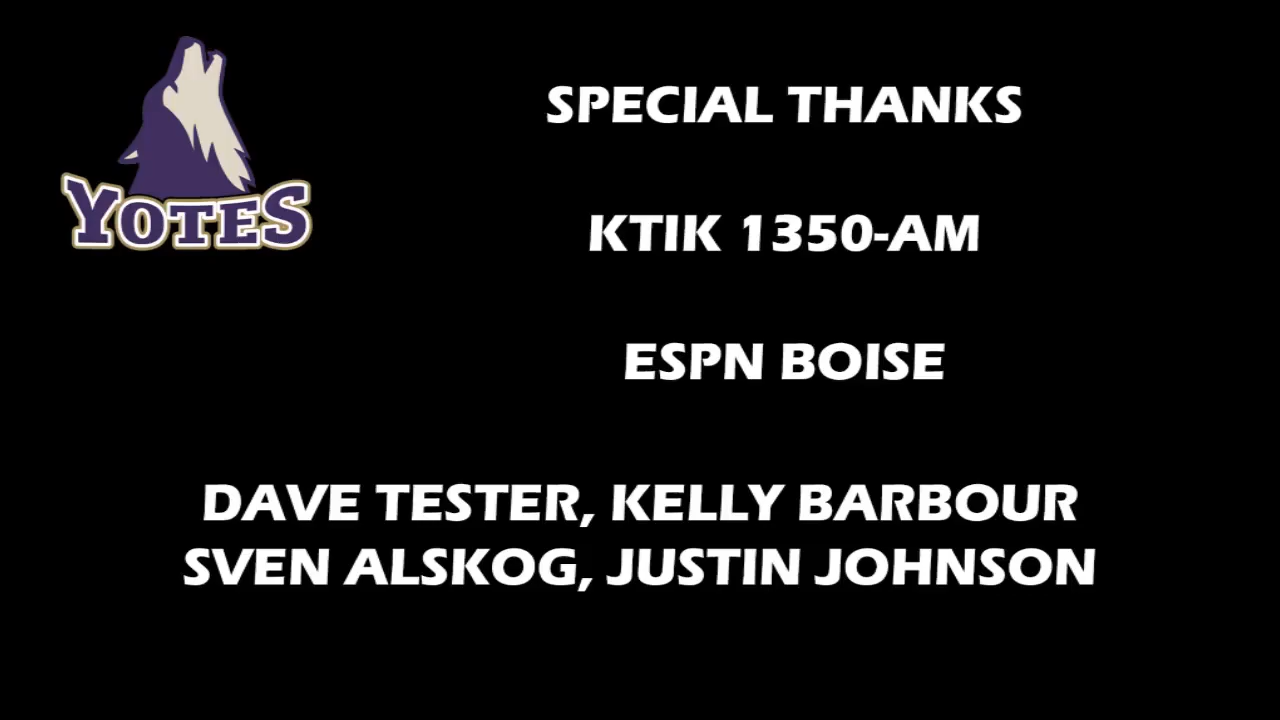 YOTES
SPECIAL THANKS
KTIK 1350-AM
ESPN BOISE
DAVE TESTER, KELLY BARBOUR
SVEN ALSKOG, JUSTIN JOHNSON